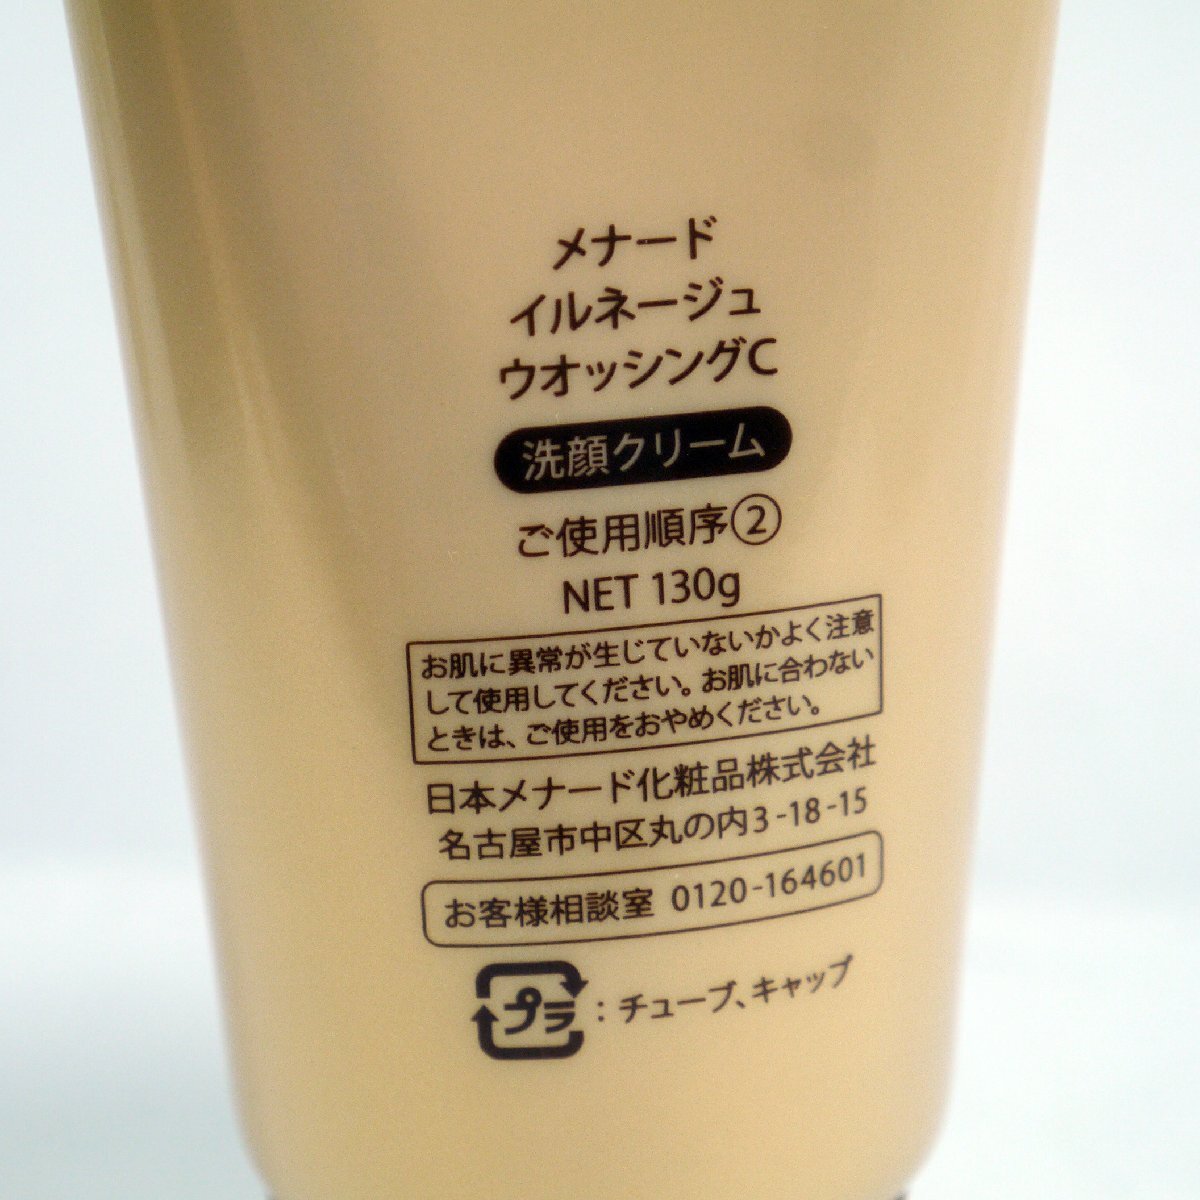 メナード
イルネージュ
ウオッシングC
洗顔クリーム
ご使用順序②
NET 130g
お肌に異常が生じていないかよく注意
して使用してください。お肌に合わない
ときは、ご使用をおやめください。
日本メナード化粧品株式会社
名古屋市中区丸の内3-18-15
お客様相談室 0120-164601
プラ：チューブ、キャップ